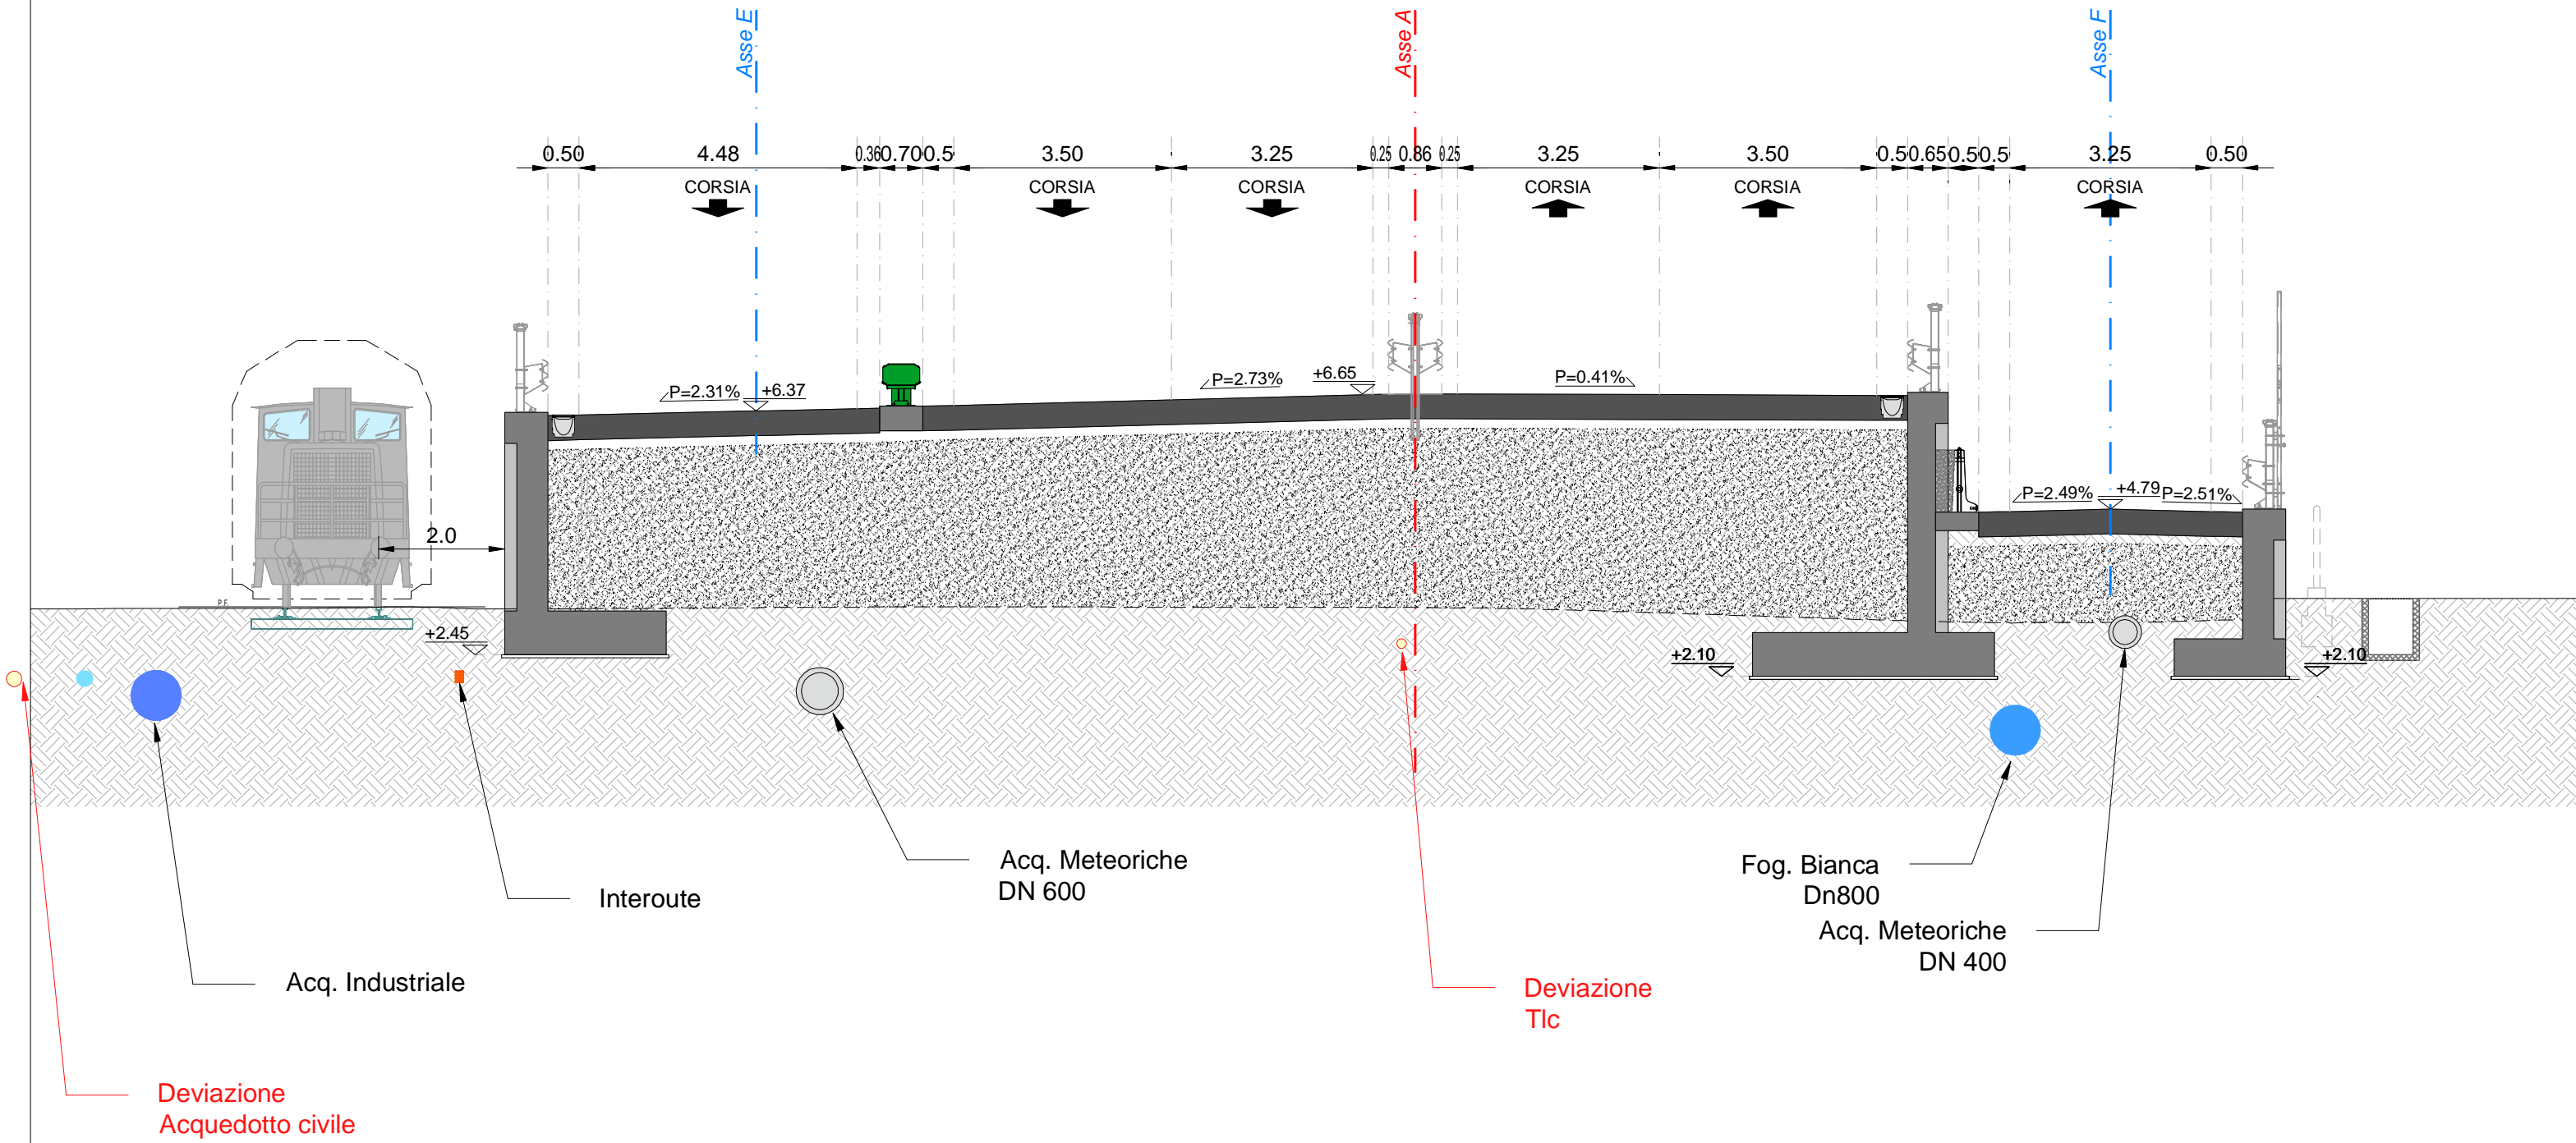 Asse E
Asse A
Asse F
0.50
4.48
0.36
0.70
0.5
3.50
3.25
0.25
0.86
0.25
3.25
3.50
0.5
0.65
0.5
0.5
3.25
0.50
CORSIA
CORSIA
CORSIA
CORSIA
CORSIA
CORSIA
P=2.31%
+6.37
P=2.73%
+6.65
P=0.41%
P=2.49%
+4.79
P=2.51%
2.0
P.F.
+2.45
+2.10
+2.10
Acq. Meteoriche
DN 600
Fog. Bianca
Dn800
Interoute
Acq. Meteoriche
DN 400
Acq. Industriale
Deviazione
Tlc
Deviazione
Acquedotto civile